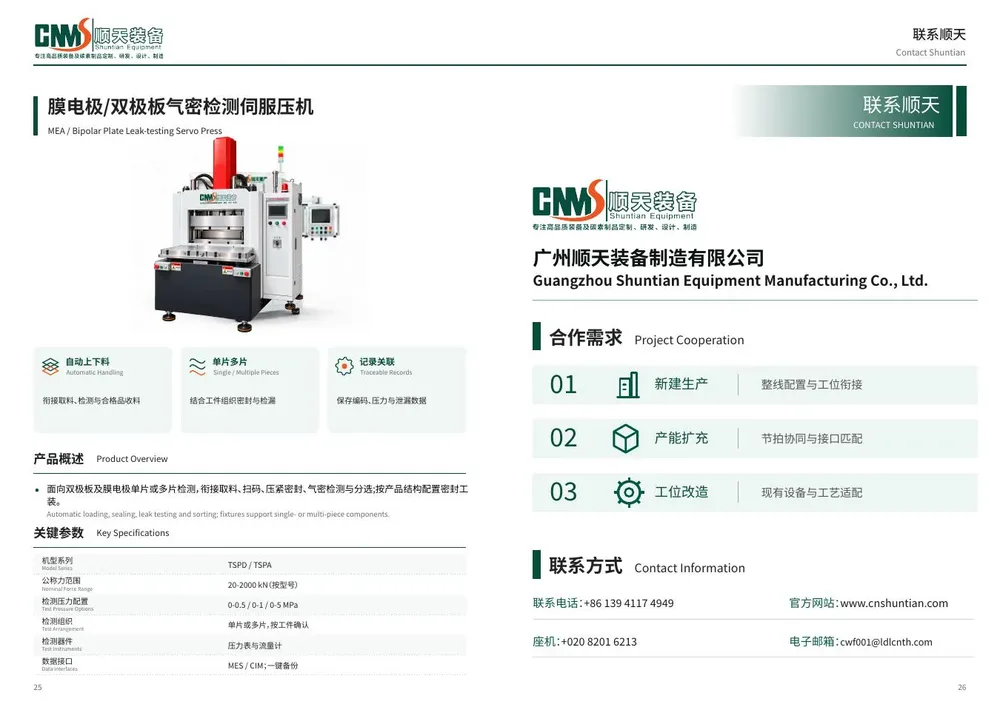 CNMS 顺天装备
Shuntian Equipment
专注高品质装备及碳素制品定制、研发、设计、制造
联系顺天
Contact Shuntian
膜电极/双极板气密检测伺服压机
MEA / Bipolar Plate Leak-testing Servo Press
自动上下料
Automatic Handling
衔接取料、检测与合格品收料
单片多片
Single / Multiple Pieces
结合工件组织密封与检漏
记录关联
Traceable Records
保存编码、压力与泄漏数据
产品概述 Product Overview
• 面向双极板及膜电极单片或多片检测,衔接取料、扫码、压紧密封、气密检测与分选;按产品结构配置密封工
装。
Automatic loading, sealing, leak testing and sorting; fixtures support single- or multi-piece components.
关键参数 Key Specifications
机型系列
Model Series
TSPD / TSPA
公称力范围
Nominal Force Range
20-2000 kN(按型号)
检测压力配置
Test Pressure Options
0-0.5 / 0-1 / 0-5 MPa
检测组织
Test Arrangement
单片或多片,按工件确认
检测器件
Test Instruments
压力表与流量计
数据接口
Data Interfaces
MES / CIM;一键备份
25
联系顺天
CONTACT SHUNTIAN
CNMS 顺天装备
Shuntian Equipment
专注高品质装备及碳素制品定制、研发、设计、制造
广州顺天装备制造有限公司
Guangzhou Shuntian Equipment Manufacturing Co., Ltd.
合作需求 Project Cooperation
01 新建生产 整线配置与工位衔接
02 产能扩充 节拍协同与接口匹配
03 工位改造 现有设备与工艺适配
联系方式 Contact Information
联系电话:+86 139 4117 4949
官方网站:www.cnshuntian.com
座机:+020 8201 6213
电子邮箱:cwf001@ldlcnth.com
26